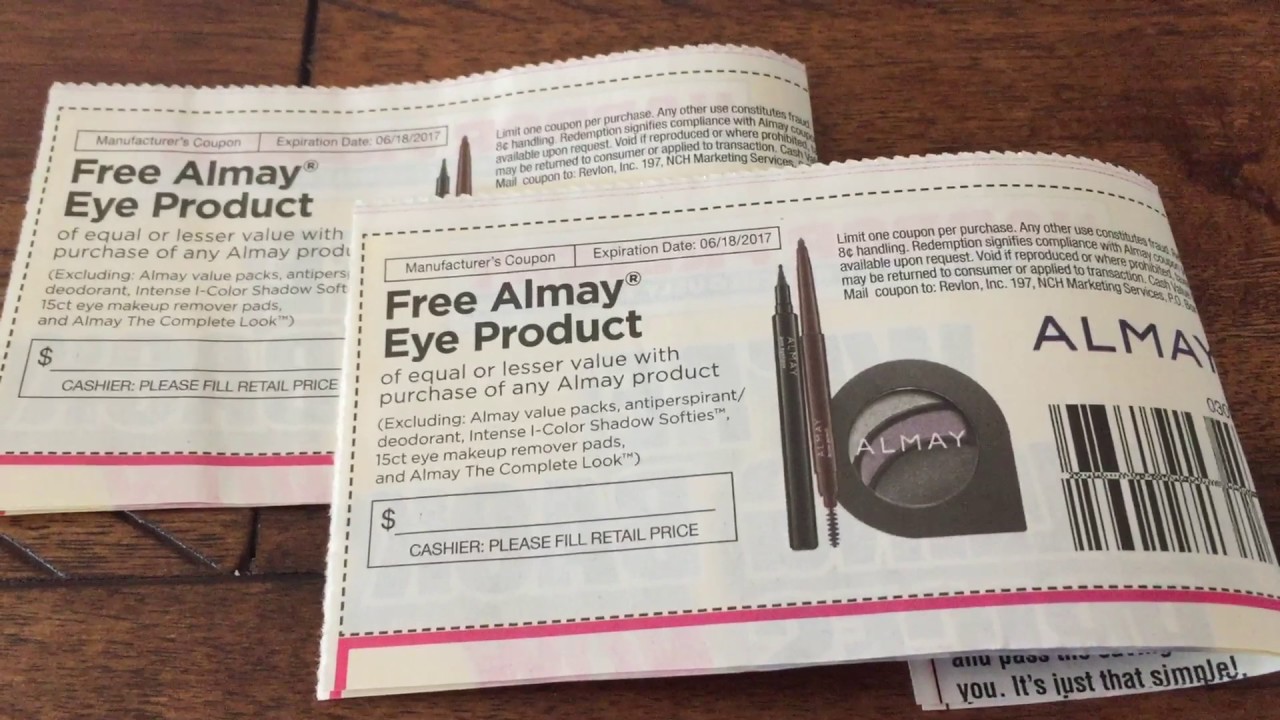 Manufacturer's Coupon Expiration Date: 06/18/2017
Free Almay®
Eye Product
of equal or lesser value with
purchase of any Almay
(Excluding: Almay value packs,
deodorant, Intense I-Color Shadow
15ct eye makeup remover pads,
and Almay The Complete Look™)
$
CASHIER: PLEASE FILL RETAIL PRICE
Limit one coupon per purchase. Any other use constitutes fraud.
8¢ handling. Redemption signifies compliance with Almay
available upon request. Void if reproduced or where prohibited,
may be returned to consumer or applied to transaction. Cash
Mail coupon to: Revlon, Inc. 197, NCH Marketing Services,
Manufacturer's Coupon Expiration Date: 06/18/2017
Free Almay®
Eye Product
of equal or lesser value with
purchase of any Almay product
(Excluding: Almay value packs, antiperspirant/
deodorant, Intense I-Color Shadow Softies™,
15ct eye makeup remover pads,
and Almay The Complete Look™)
$
CASHIER: PLEASE FILL RETAIL PRICE
ALMAY
ALMAY
ALMAY
Limit one coupon per purchase. Any other use constitutes fraud.
8¢ handling. Redemption signifies compliance with Almay coupon
available upon request. Void if reproduced or where prohibited,
may be returned to consumer or applied to transaction. Cash
Mail coupon to: Revlon, Inc. 197, NCH Marketing Services, P.O.
ALMAY
030
and pass the
you. It's just that simple!